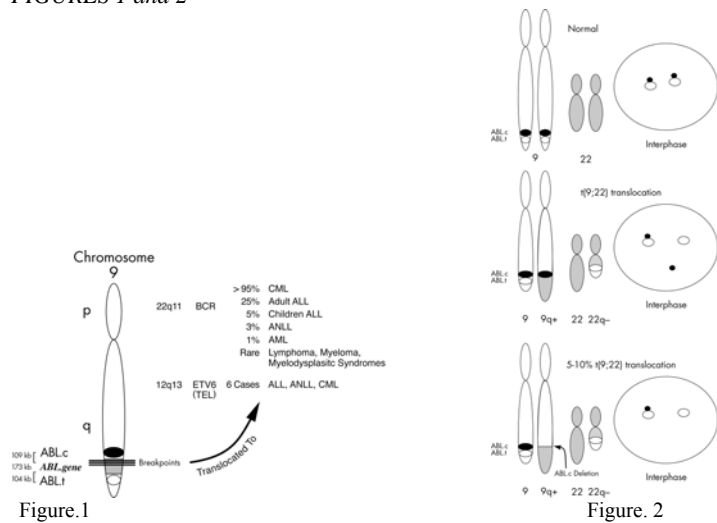 FIGURES 1 and 2
Chromosome
9
p
q
22q11 BCR
>95% CML
25% Adult ALL
5% Children ALL
3% ANLL
1% AML
Rare Lymphoma, Myeloma,
Myelodysplasitc Syndromes
12q13 ETV6 6 Cases ALL, ANLL, CML
(TEL)
109 kb ABL.c
173 kb ABL.gene
104 kb ABL.t
Breakpoints
Translocated To
Figure.1
Normal
ABL.c
ABL.t
9 22
Interphase
t(9;22) translocation
ABL.c
ABL.t
9 9q+ 22 22q–
Interphase
5-10% t(9;22) translocation
ABL.c
ABL.t
ABL.c Deletion
9 9q+ 22 22q–
Interphase
Figure. 2